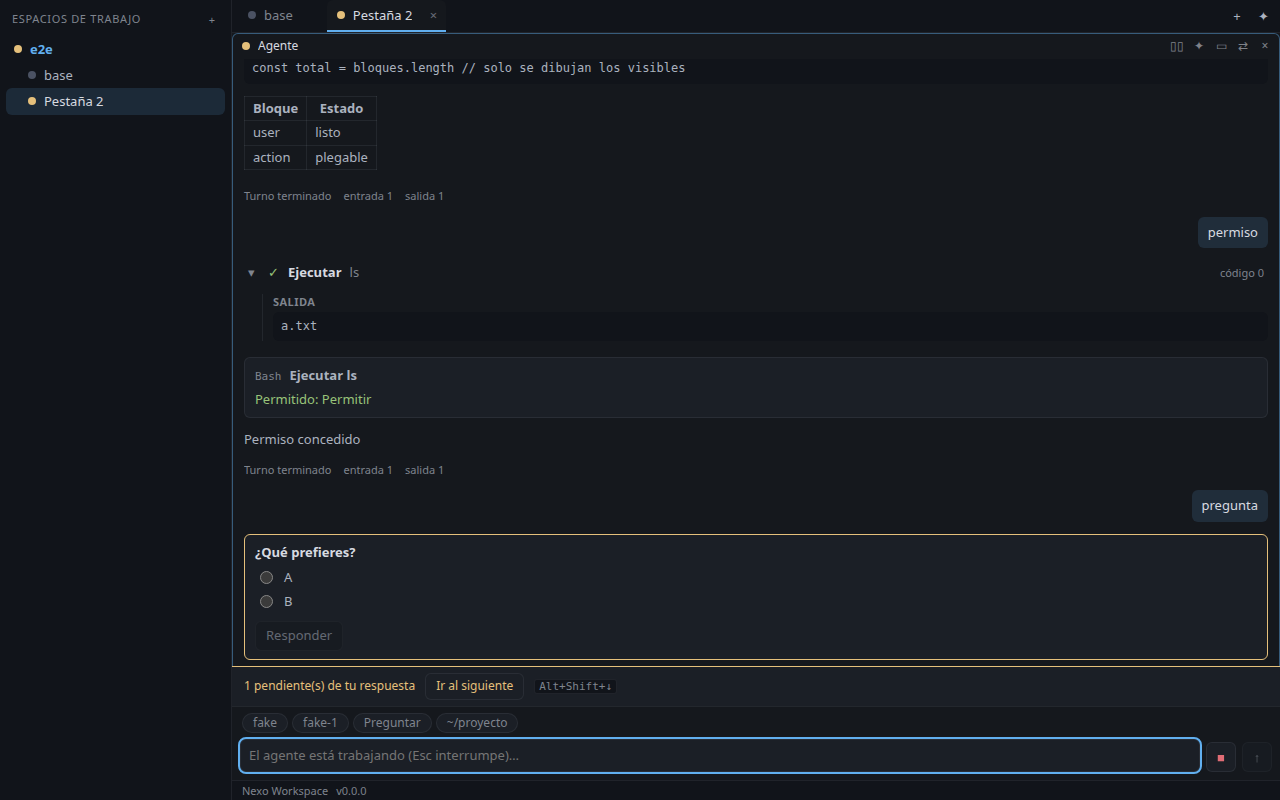 ESPACIOS DE TRABAJO +
e2e
base
Pestaña 2
base
Pestaña 2 ×
+ ✦
Agente
const total = bloques.length // solo se dibujan los visibles
Bloque Estado
user listo
action plegable
Turno terminado entrada 1 salida 1
permiso
▾ ✓ Ejecutar ls código 0
SALIDA
a.txt
Bash Ejecutar ls
Permitido: Permitir
Permiso concedido
Turno terminado entrada 1 salida 1
pregunta
¿Qué prefieres?
A
B
Responder
1 pendiente(s) de tu respuesta Ir al siguiente Alt+Shift+↓
fake fake-1 Preguntar ~/proyecto
El agente está trabajando (Esc interrumpe)…
Nexo Workspace v0.0.0